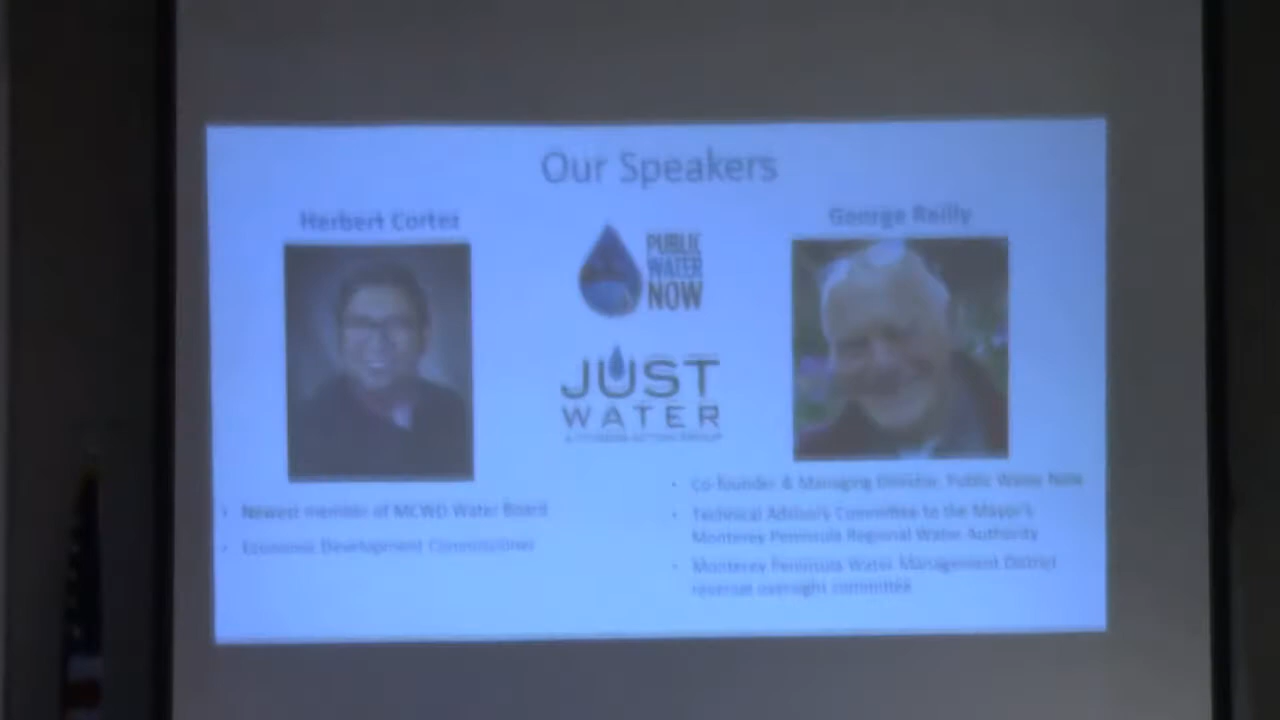 Our Speakers
Herbert Cortez
PUBLIC
WATER
NOW
JUST
WATER
A CITIZENS ACTION GROUP
George Reilly
Newest member of MCWD Water Board
Economic Development Commissioner
Co-founder & Managing Director, Public Water Now
Technical Advisory Committee to the Mayor's
Monterey Peninsula Regional Water Authority
Monterey Peninsula Water Management District
revenue oversight committee